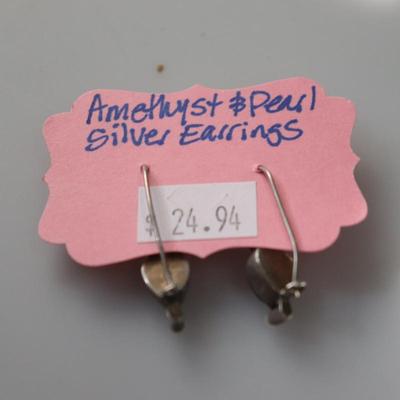 Amethyst & Pearl
Silver Earrings
$ 24.94